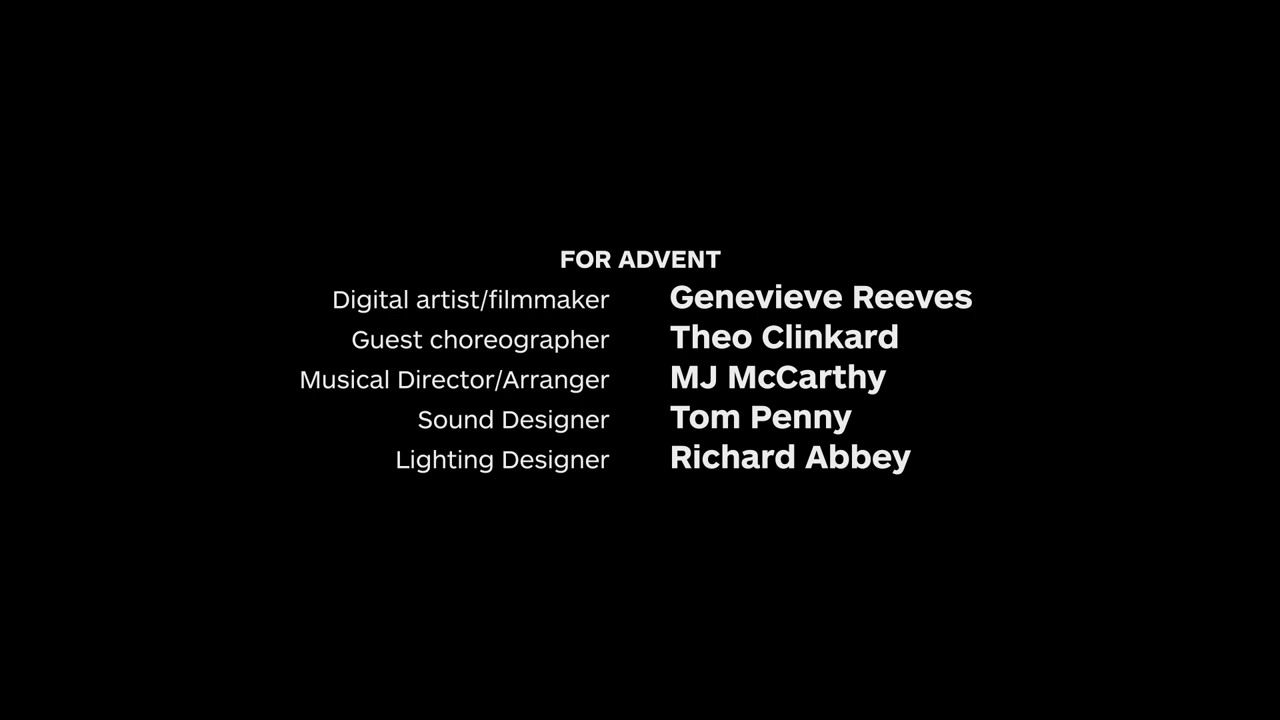 FOR ADVENT
Digital artist/filmmaker Genevieve Reeves
Guest choreographer Theo Clinkard
Musical Director/Arranger MJ McCarthy
Sound Designer Tom Penny
Lighting Designer Richard Abbey